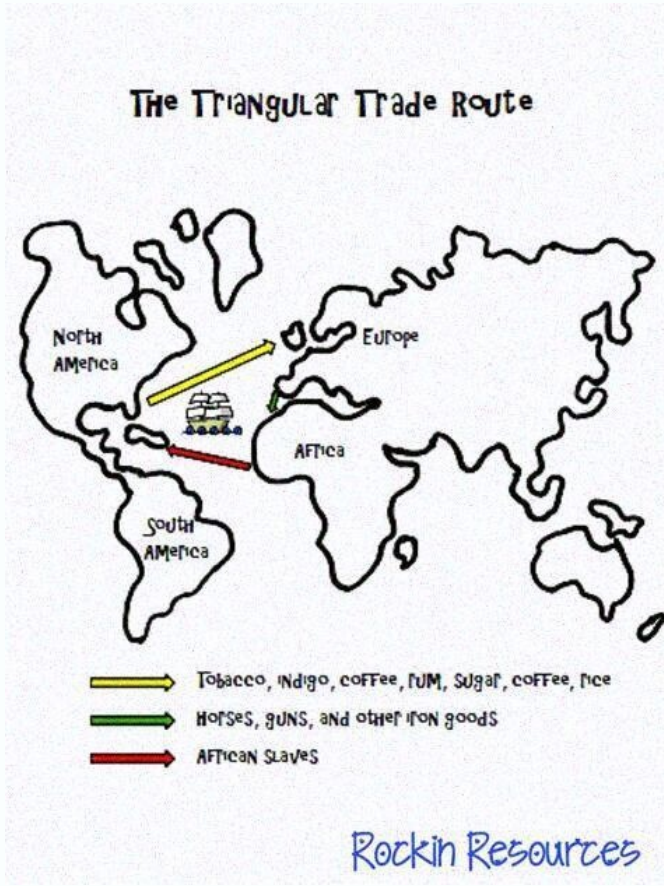 The Triangular Trade Route
North
America
Europe
Africa
South
America
Tobacco, indigo, coffee, rum, sugar, coffee, rice
Horses, guns, and other iron goods
African slaves
Rockin Resources